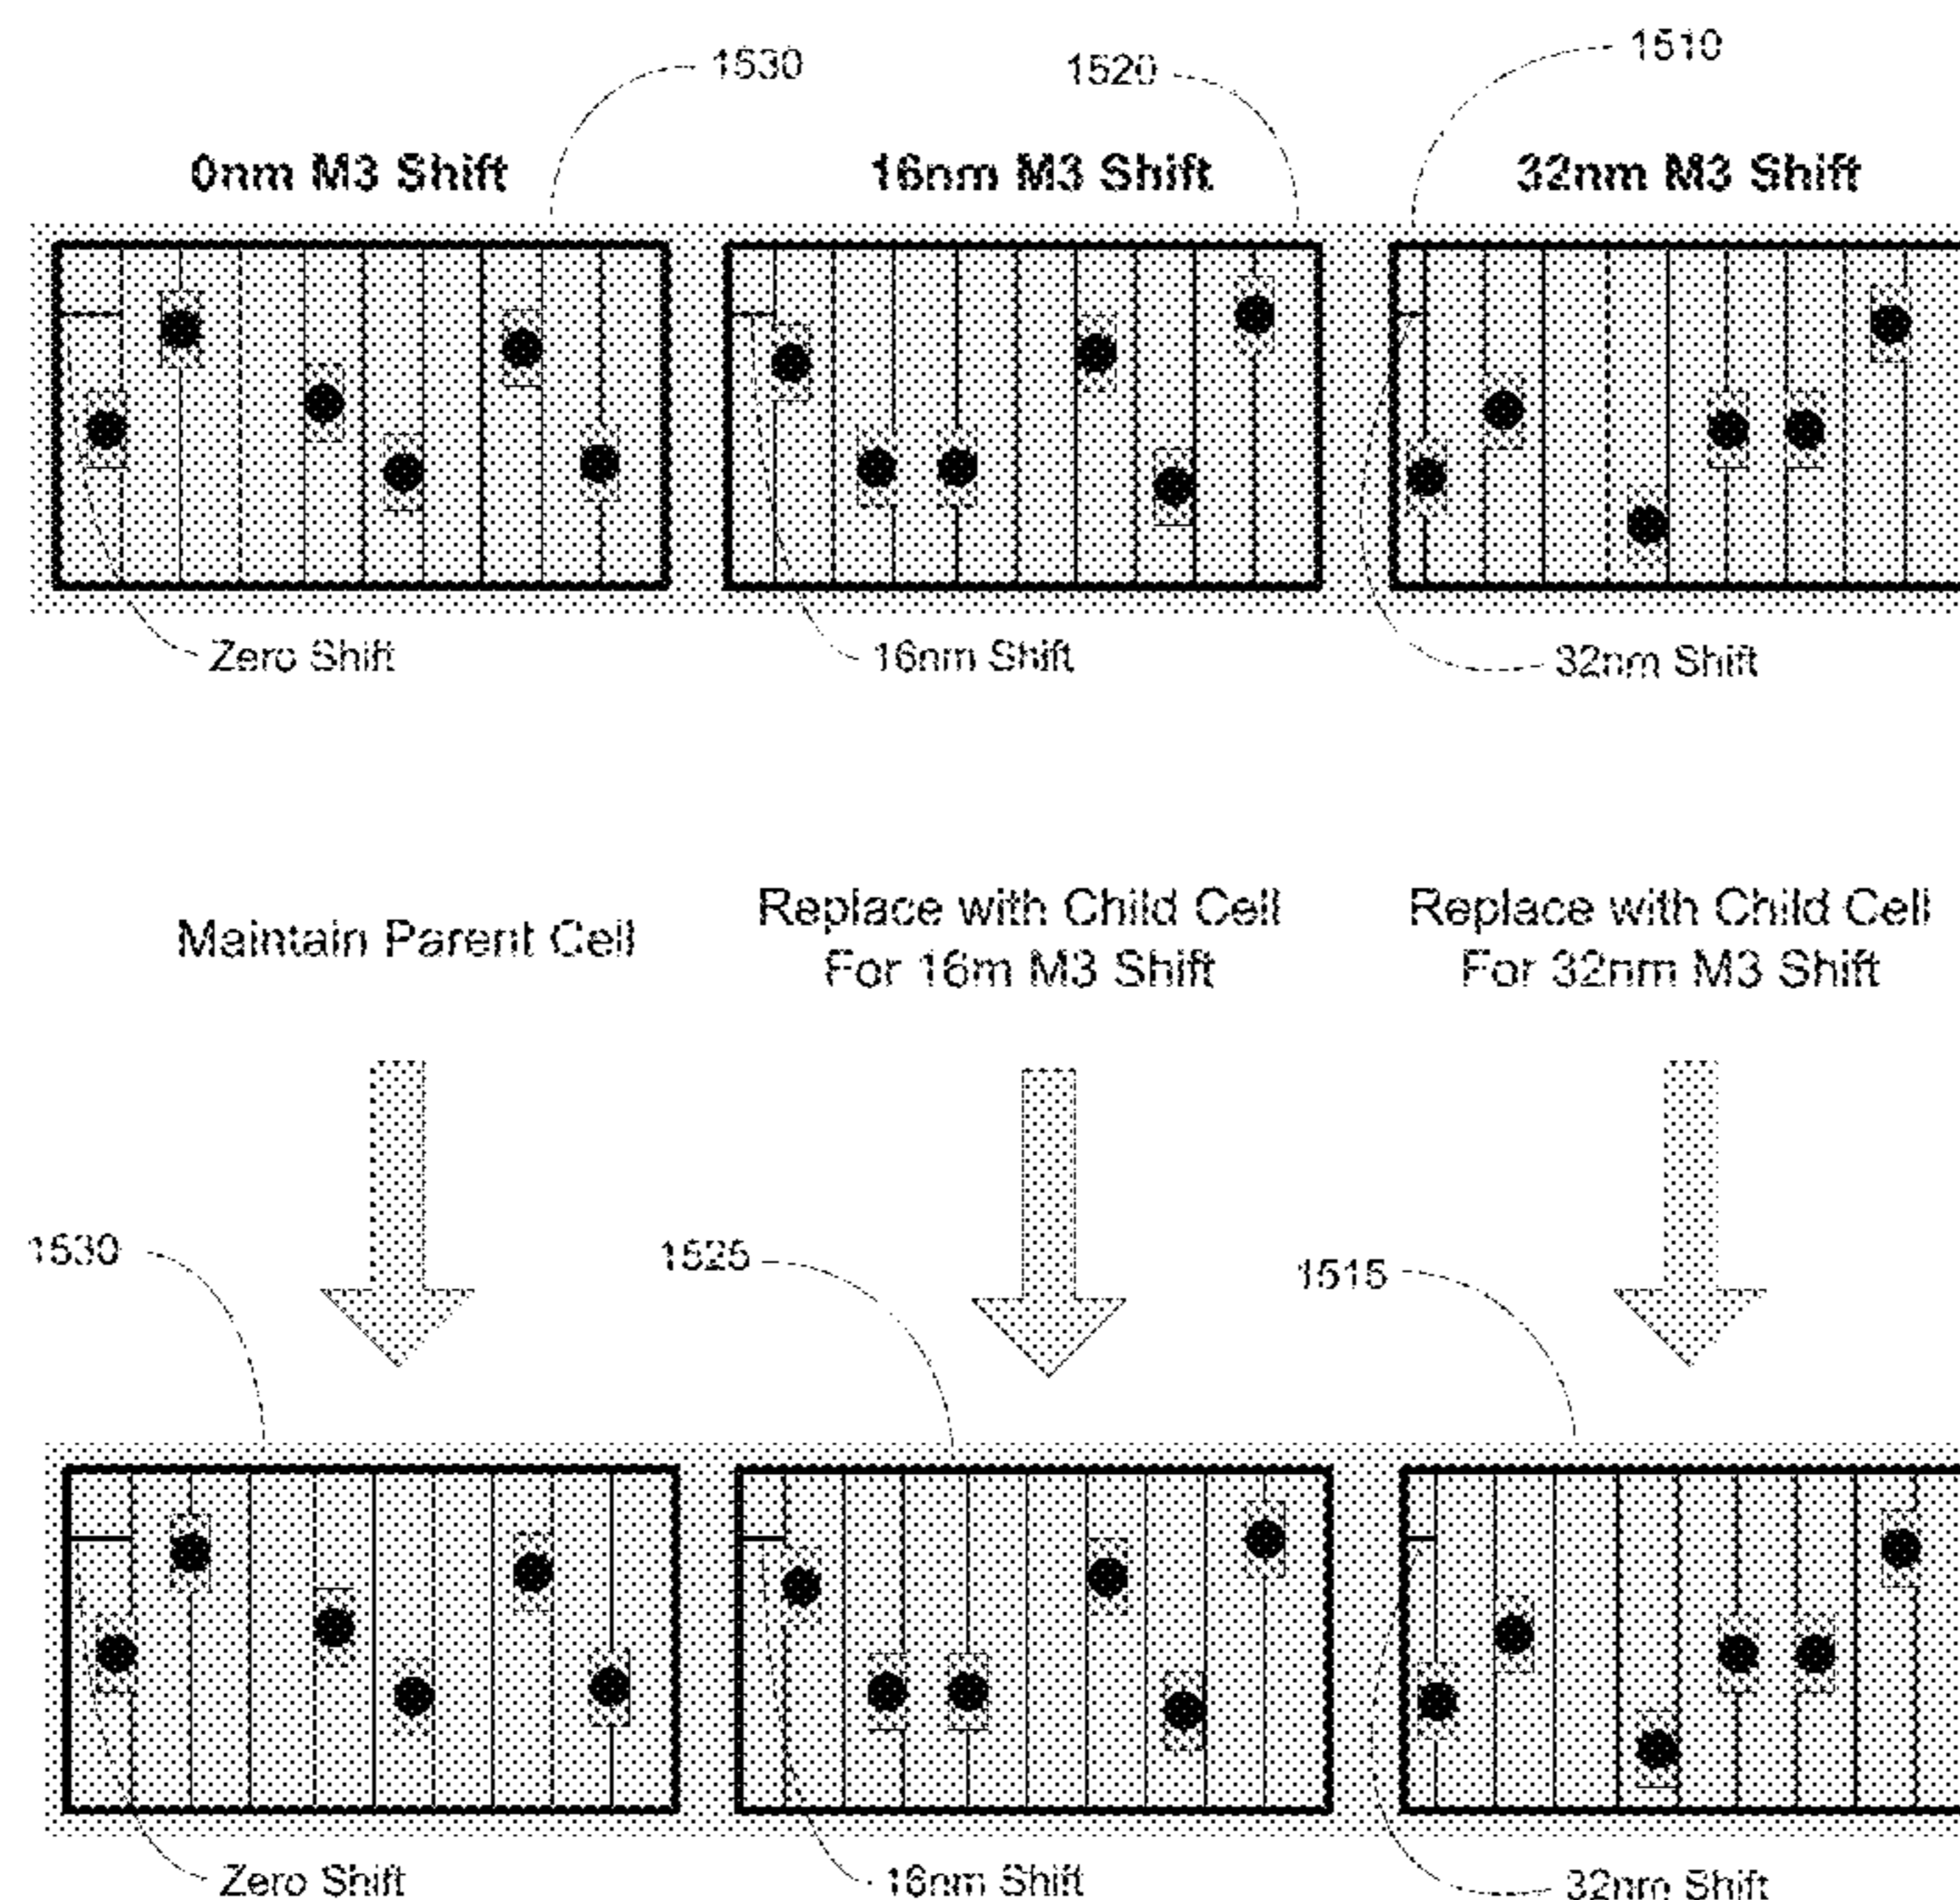 1530
1520
1510
0nm M3 Shift
16nm M3 Shift
32nm M3 Shift
Zero Shift
16nm Shift
32nm Shift
Maintain Parent Cell
Replace with Child Cell
For 16m M3 Shift
Replace with Child Cell
For 32nm M3 Shift
1530
1525
1515
Zero Shift
16nm Shift
32nm Shift